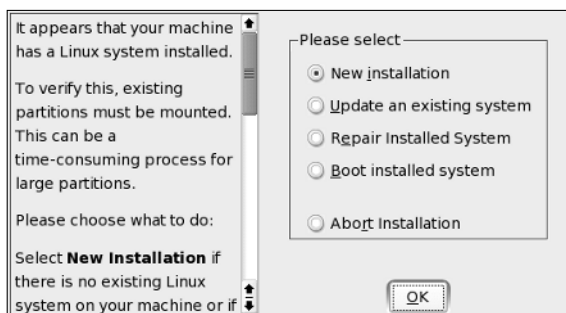 It appears that your machine
has a Linux system installed.
To verify this, existing
partitions must be mounted.
This can be a
time-consuming process for
large partitions.
Please choose what to do:
Select New Installation if
there is no existing Linux
system on your machine or if
Please select
New installation
Update an existing system
Repair Installed System
Boot installed system
Abort Installation
OK